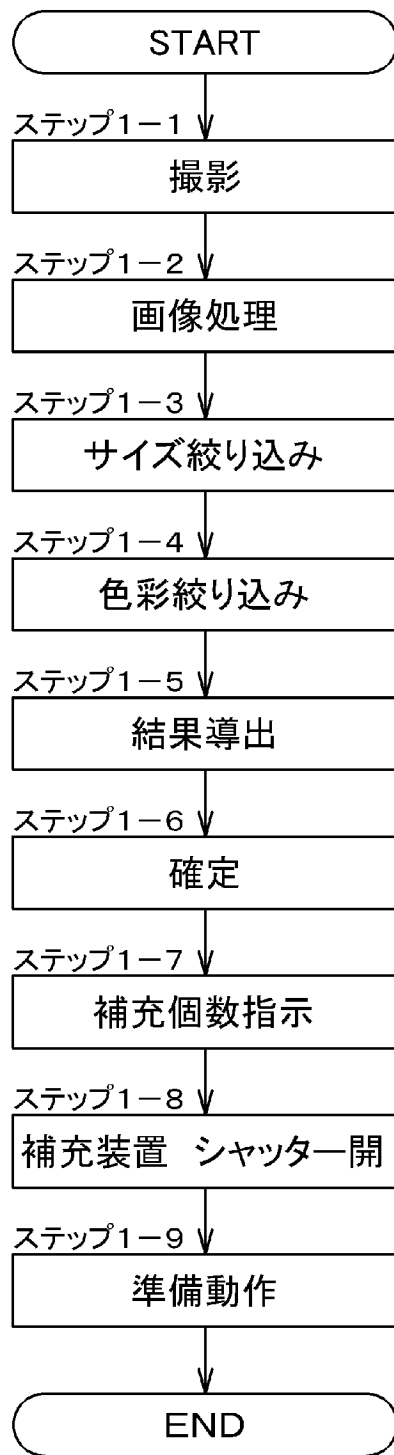 START
ステップ1－1
撮影
ステップ1－2
画像処理
ステップ1－3
サイズ絞り込み
ステップ1－4
色彩絞り込み
ステップ1－5
結果導出
ステップ1－6
確定
ステップ1－7
補充個数指示
ステップ1－8
補充装置　シャッター開
ステップ1－9
準備動作
END